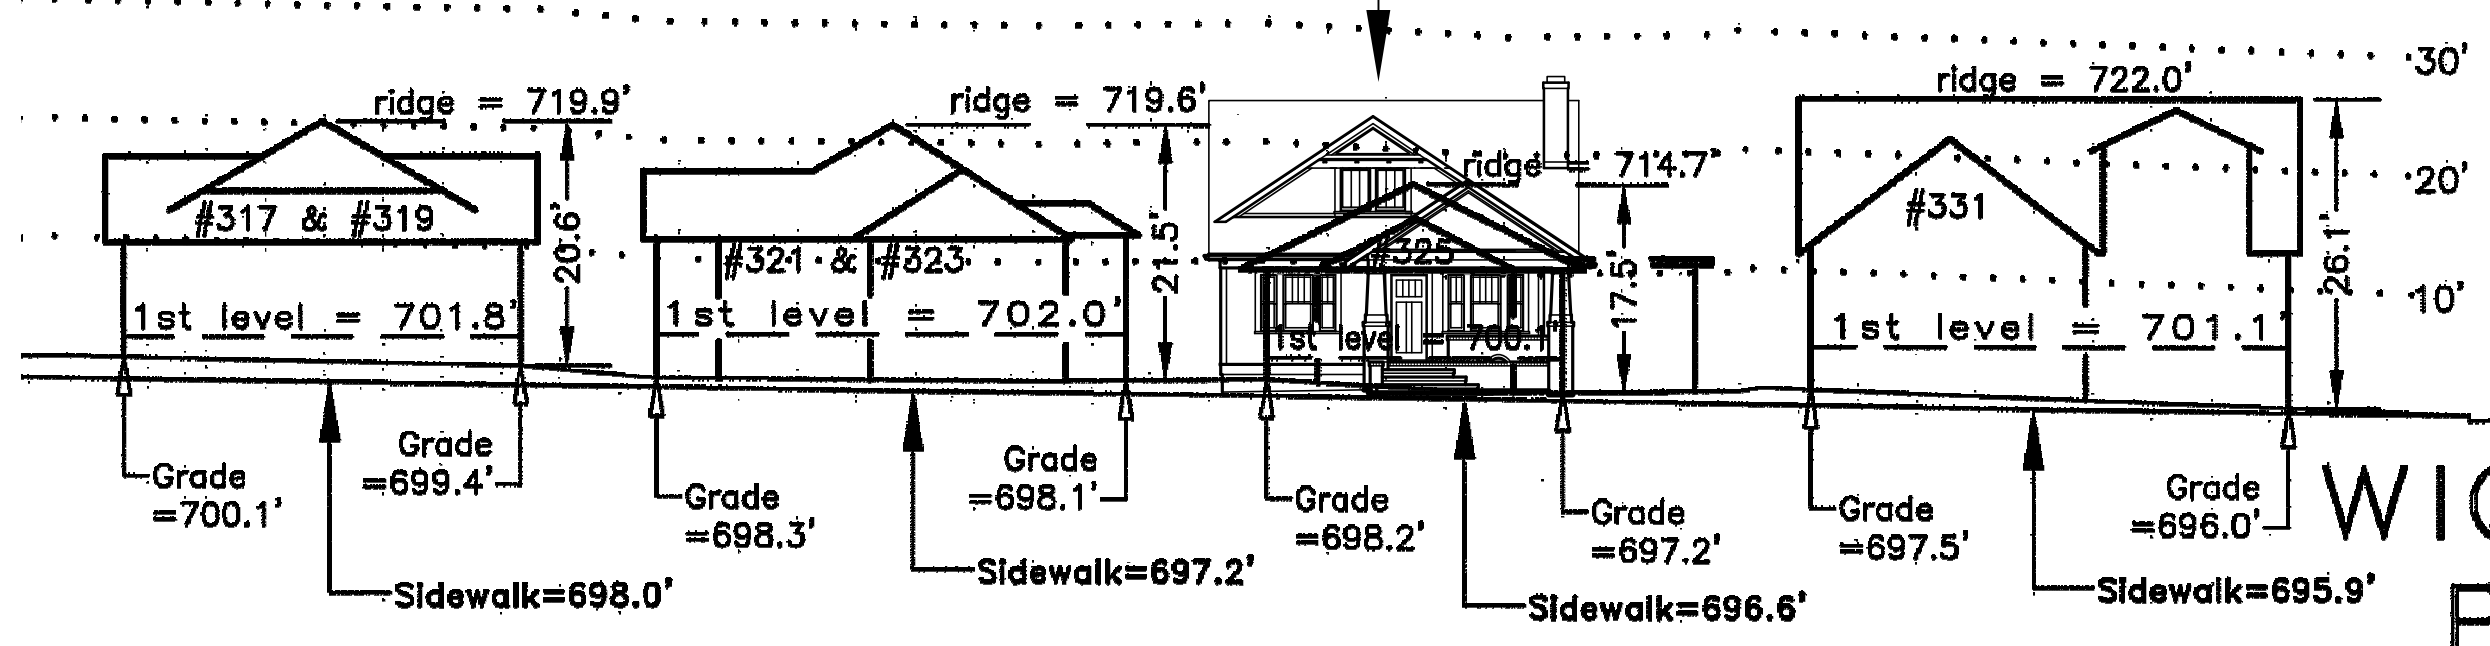 30'
ridge = 722.0'
ridge = 719.9'
ridge = 719.6'
ridge = 714.7'
20'
#317 & #319
#331
20.6'
#321 & #323
21.5'
#325
17.5'
26.1'
10'
1st level = 701.8'
1st level = 702.0'
1st level = 700.1'
1st level = 701.1'
Grade
=700.1'
Grade
=699.4'
Sidewalk=698.0'
Grade
=698.3'
Grade
=698.1'
Sidewalk=697.2'
Grade
=698.2'
Grade
=697.2'
Sidewalk=696.6'
Grade
=697.5'
Grade
=696.0'
Sidewalk=695.9'